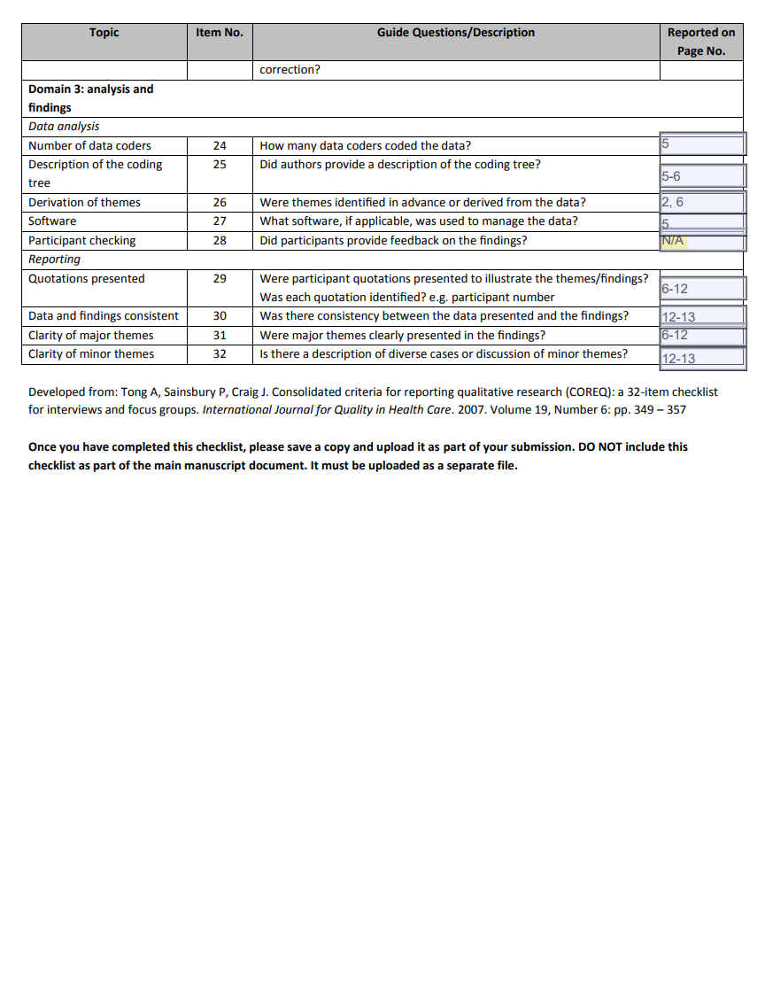 Topic Item No. Guide Questions/Description Reported on
Page No.
correction?
Domain 3: analysis and
findings
Data analysis
Number of data coders 24 How many data coders coded the data? 5
Description of the coding 25 Did authors provide a description of the coding tree?
tree 5-6
Derivation of themes 26 Were themes identified in advance or derived from the data? 2, 6
Software 27 What software, if applicable, was used to manage the data? 5
Participant checking 28 Did participants provide feedback on the findings? N/A
Reporting
Quotations presented 29 Were participant quotations presented to illustrate the themes/findings?
Was each quotation identified? e.g. participant number 6-12
Data and findings consistent 30 Was there consistency between the data presented and the findings? 12-13
Clarity of major themes 31 Were major themes clearly presented in the findings? 6-12
Clarity of minor themes 32 Is there a description of diverse cases or discussion of minor themes? 12-13
Developed from: Tong A, Sainsbury P, Craig J. Consolidated criteria for reporting qualitative research (COREQ): a 32-item checklist
for interviews and focus groups. International Journal for Quality in Health Care. 2007. Volume 19, Number 6: pp. 349 – 357
Once you have completed this checklist, please save a copy and upload it as part of your submission. DO NOT include this
checklist as part of the main manuscript document. It must be uploaded as a separate file.